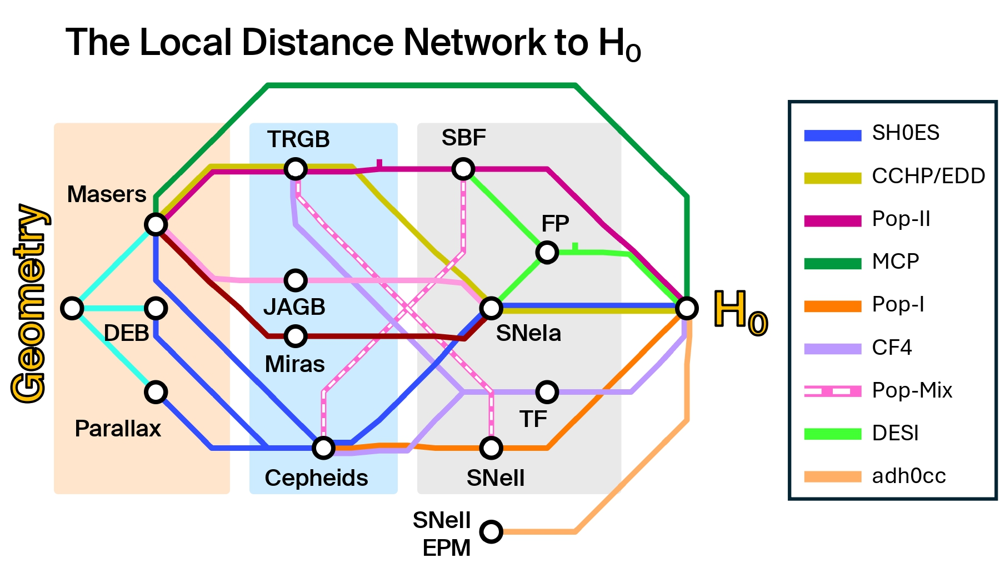 The Local Distance Network to H₀
TRGB
SBF
Masers
FP
Geometry
JAGB
DEB
SNeIa
Miras
H₀
Parallax
TF
Cepheids
SNeII
SNeII
EPM
SH0ES
CCHP/EDD
Pop-II
MCP
Pop-I
CF4
Pop-Mix
DESI
adh0cc